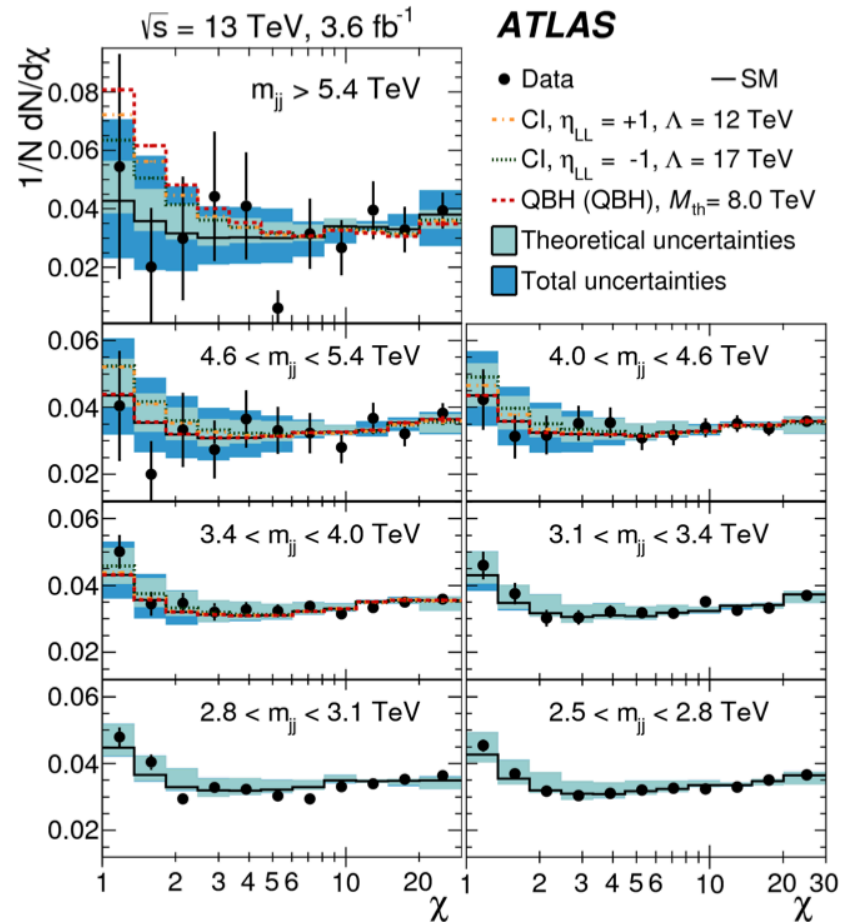 √s = 13 TeV, 3.6 fb⁻¹
ATLAS
1/N dN/dχ
m_jj > 5.4 TeV
0.08
0.06
0.04
0.02
Data
SM
CI, η_LL = +1, Λ = 12 TeV
CI, η_LL = -1, Λ = 17 TeV
QBH (QBH), M_th = 8.0 TeV
Theoretical uncertainties
Total uncertainties
4.6 < m_jj < 5.4 TeV
0.06
0.04
0.02
4.0 < m_jj < 4.6 TeV
3.4 < m_jj < 4.0 TeV
0.06
0.04
0.02
3.1 < m_jj < 3.4 TeV
2.8 < m_jj < 3.1 TeV
0.06
0.04
0.02
2.5 < m_jj < 2.8 TeV
1 2 3 4 5 6 10 20
χ
1 2 3 4 5 6 10 20 30
χ